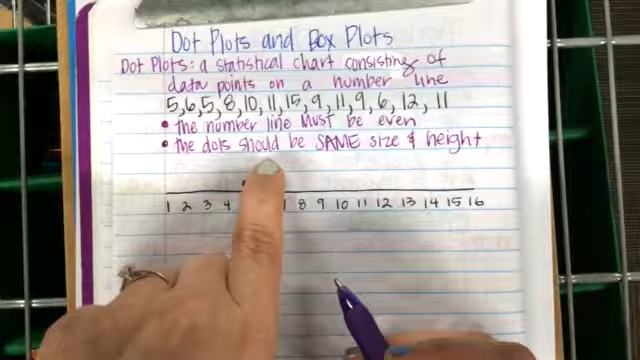 Dot Plots and Box Plots
Dot Plots: a statistical chart consisting of
data points on a number line
5,6,5,8,10,11,15,9,11,9,6,12,11
• the number line MUST be even
• the dots should be SAME size & height
1 2 3 4 8 9 10 11 12 13 14 15 16